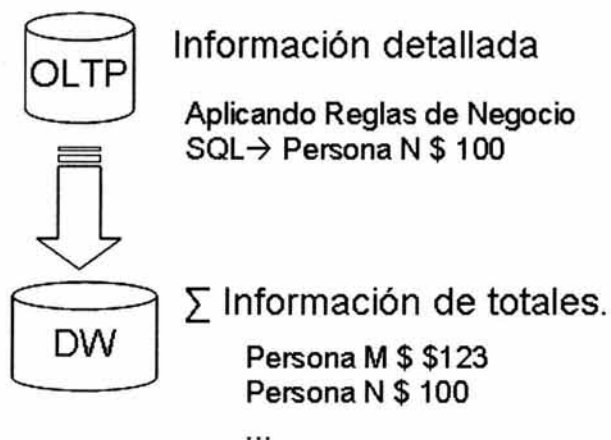 OLTP
Información detallada
Aplicando Reglas de Negocio
SQL→ Persona N $ 100
DW
∑ Información de totales.
Persona M $ $123
Persona N $ 100
...